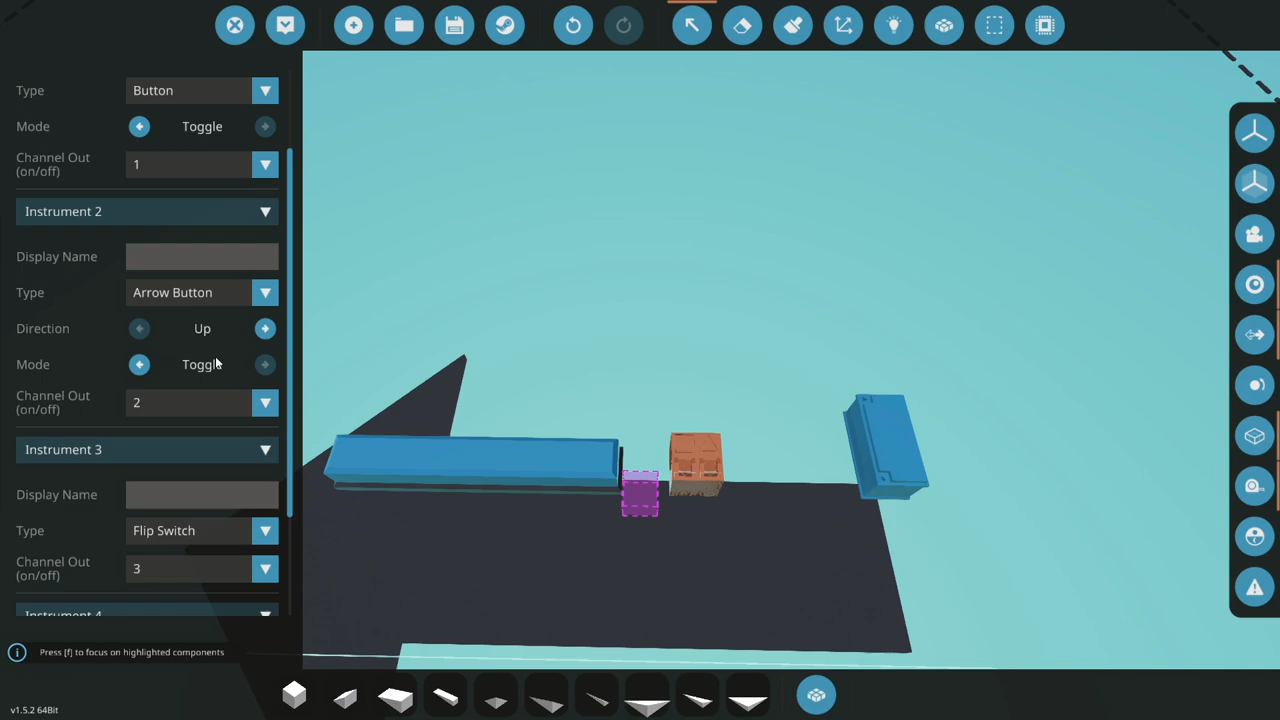 Type Button
Mode Toggle
Channel Out (on/off) 1
Instrument 2
Display Name
Type Arrow Button
Direction Up
Mode Toggle
Channel Out (on/off) 2
Instrument 3
Display Name
Type Flip Switch
Channel Out (on/off) 3
Instrument 4
Press [f] to focus on highlighted components
v1.5.2 64Bit